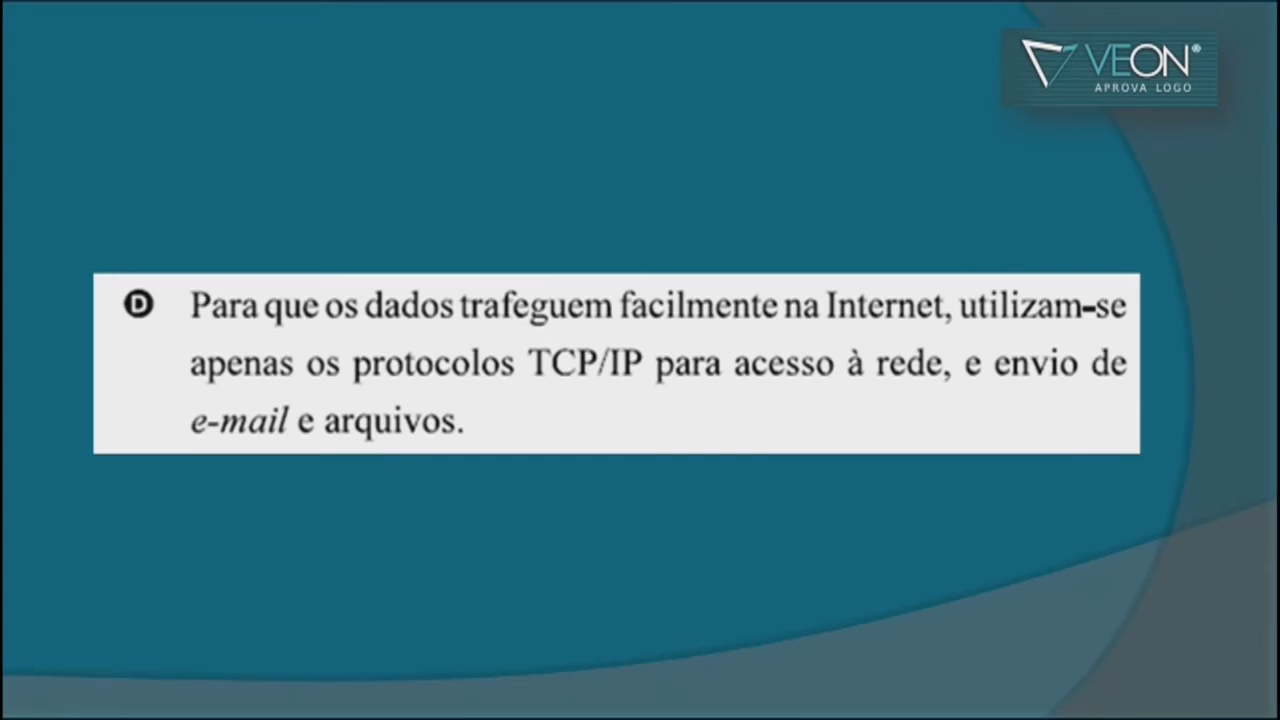 VEON®
APROVA LOGO
D Para que os dados trafeguem facilmente na Internet, utilizam-se
apenas os protocolos TCP/IP para acesso à rede, e envio de
e-mail e arquivos.